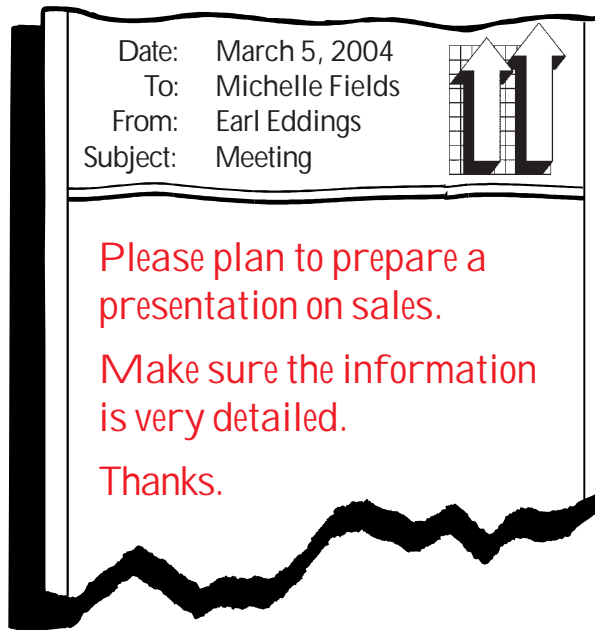 Date: March 5, 2004
To: Michelle Fields
From: Earl Eddings
Subject: Meeting
Please plan to prepare a
presentation on sales.
Make sure the information
is very detailed.
Thanks.